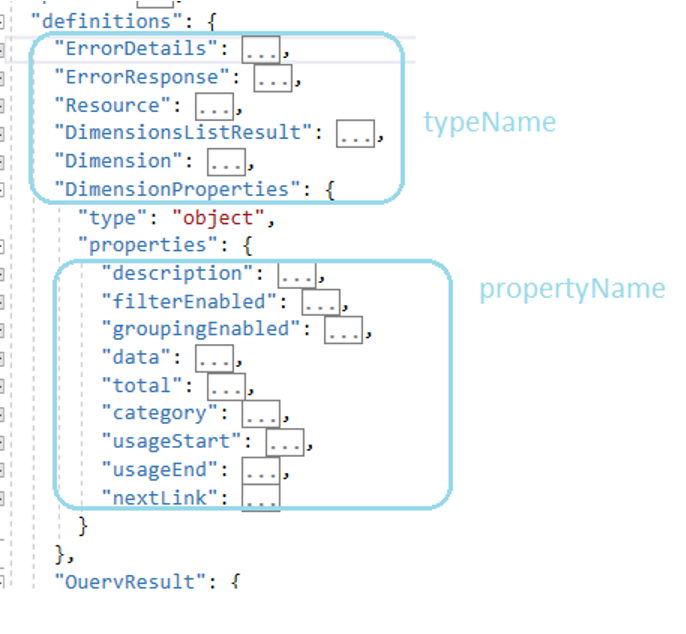 "definitions": {
"ErrorDetails": ...,
"ErrorResponse": ...,
"Resource": ...,
typeName
"DimensionsListResult": ...,
"Dimension": ...,
"DimensionProperties": {
"type": "object",
"properties": {
"description": ...,
propertyName
"filterEnabled": ...,
"groupingEnabled": ...,
"data": ...,
"total": ...,
"category": ...,
"usageStart": ...,
"usageEnd": ...,
"nextLink": ...
}
},
"QueryResult": {